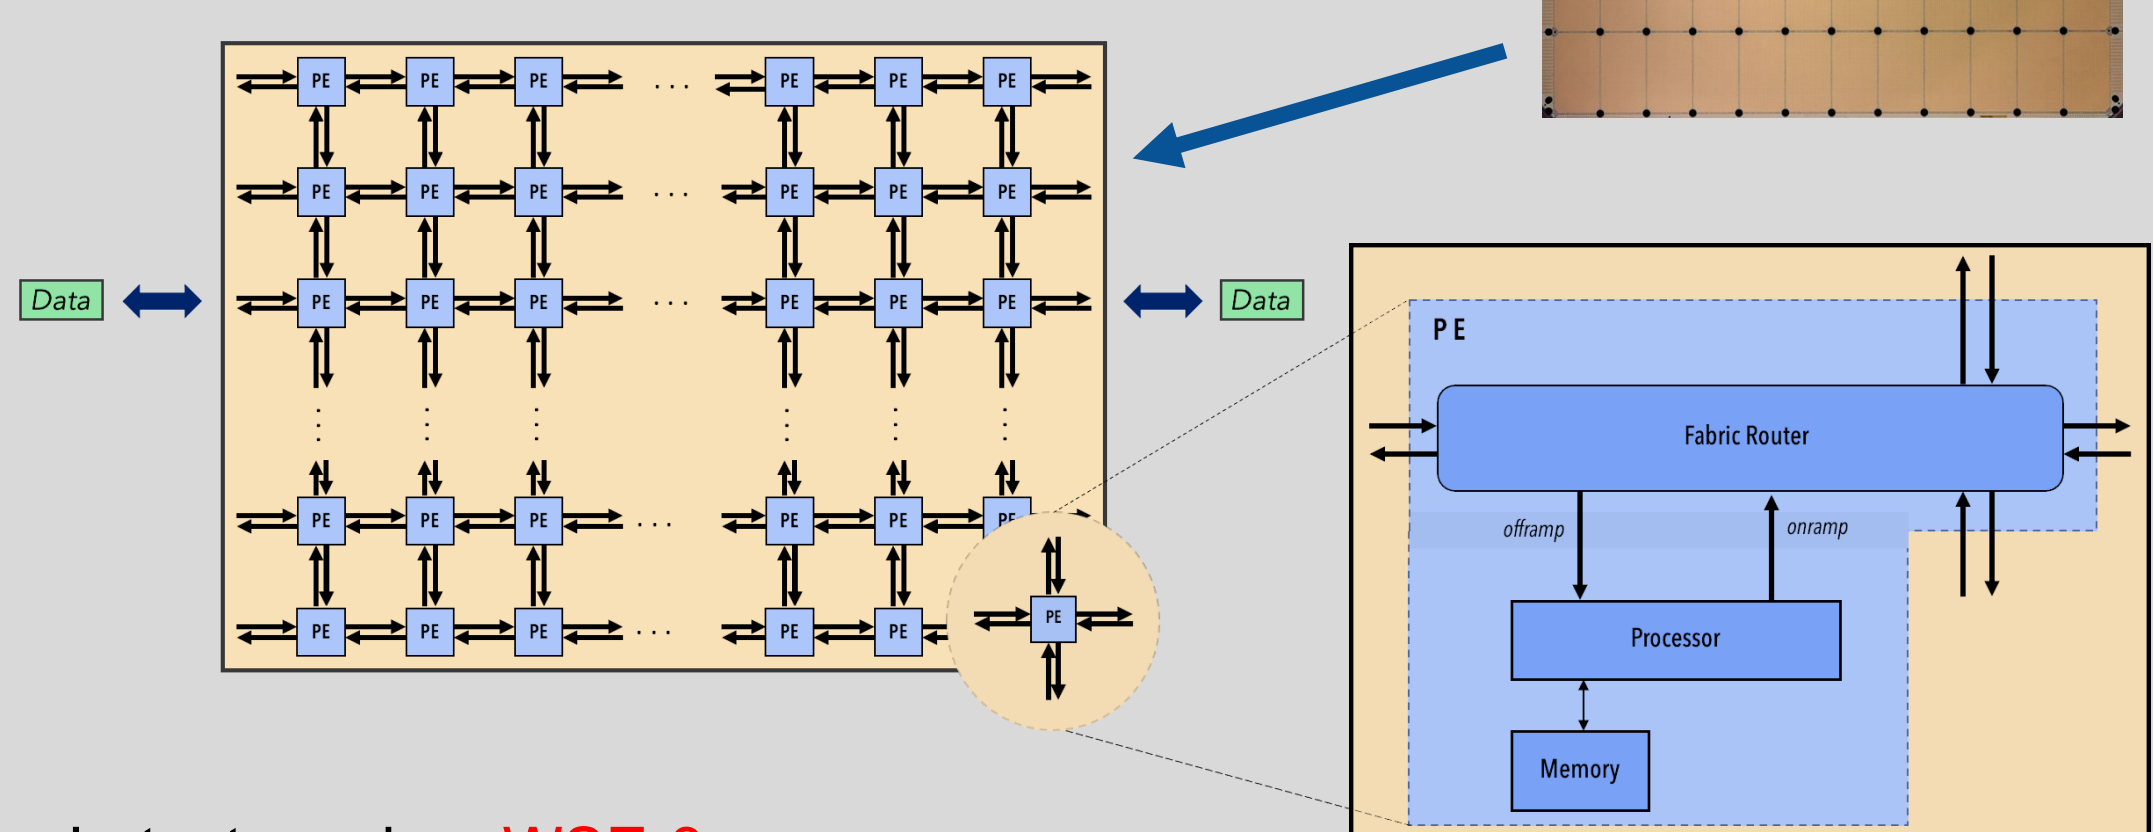 PE PE PE . . . PE PE PE
PE PE PE . . . PE PE PE
Data PE PE PE . . . PE PE PE Data
PE PE PE . . . PE PE PE
PE PE PE . . . PE PE PE
PE
Fabric Router
offramp onramp
Processor
Memory